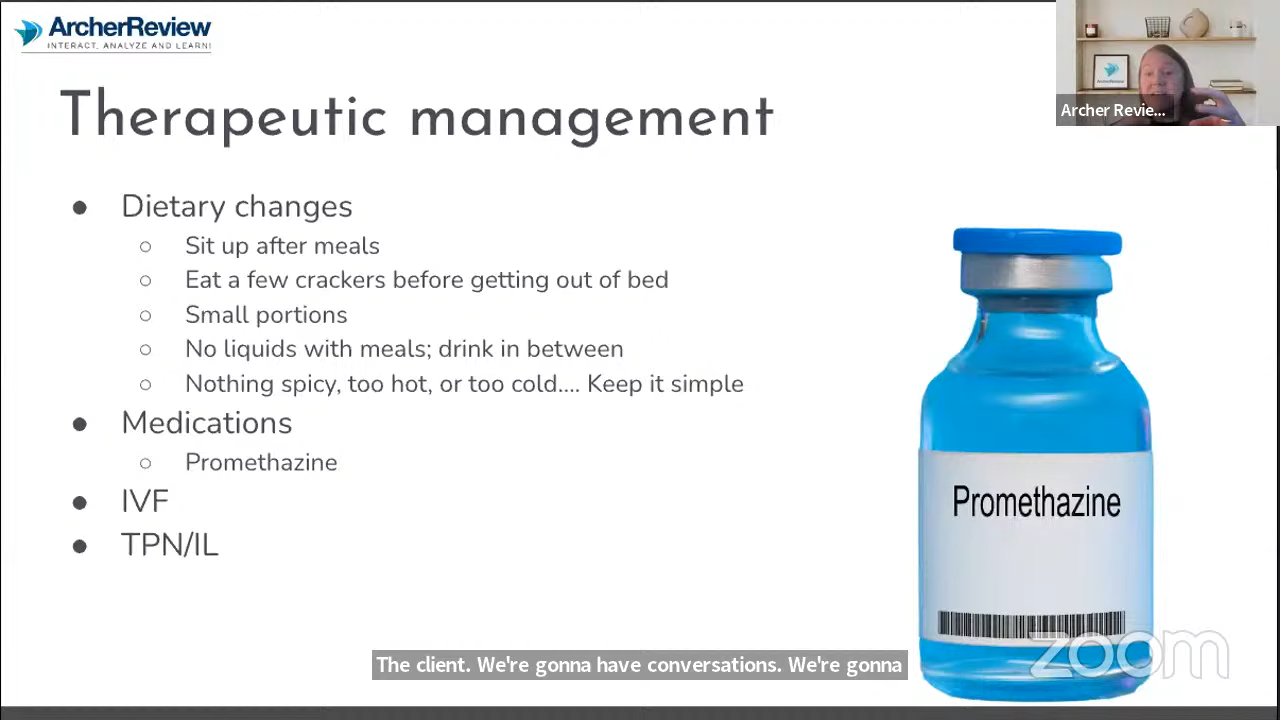 ArcherReview
INTERACT, ANALYZE AND LEARN!
Archer Revie...
Therapeutic management
Dietary changes
Sit up after meals
Eat a few crackers before getting out of bed
Small portions
No liquids with meals; drink in between
Nothing spicy, too hot, or too cold.... Keep it simple
Medications
Promethazine
IVF
TPN/IL
Promethazine
The client. We're gonna have conversations. We're gonna
zoom